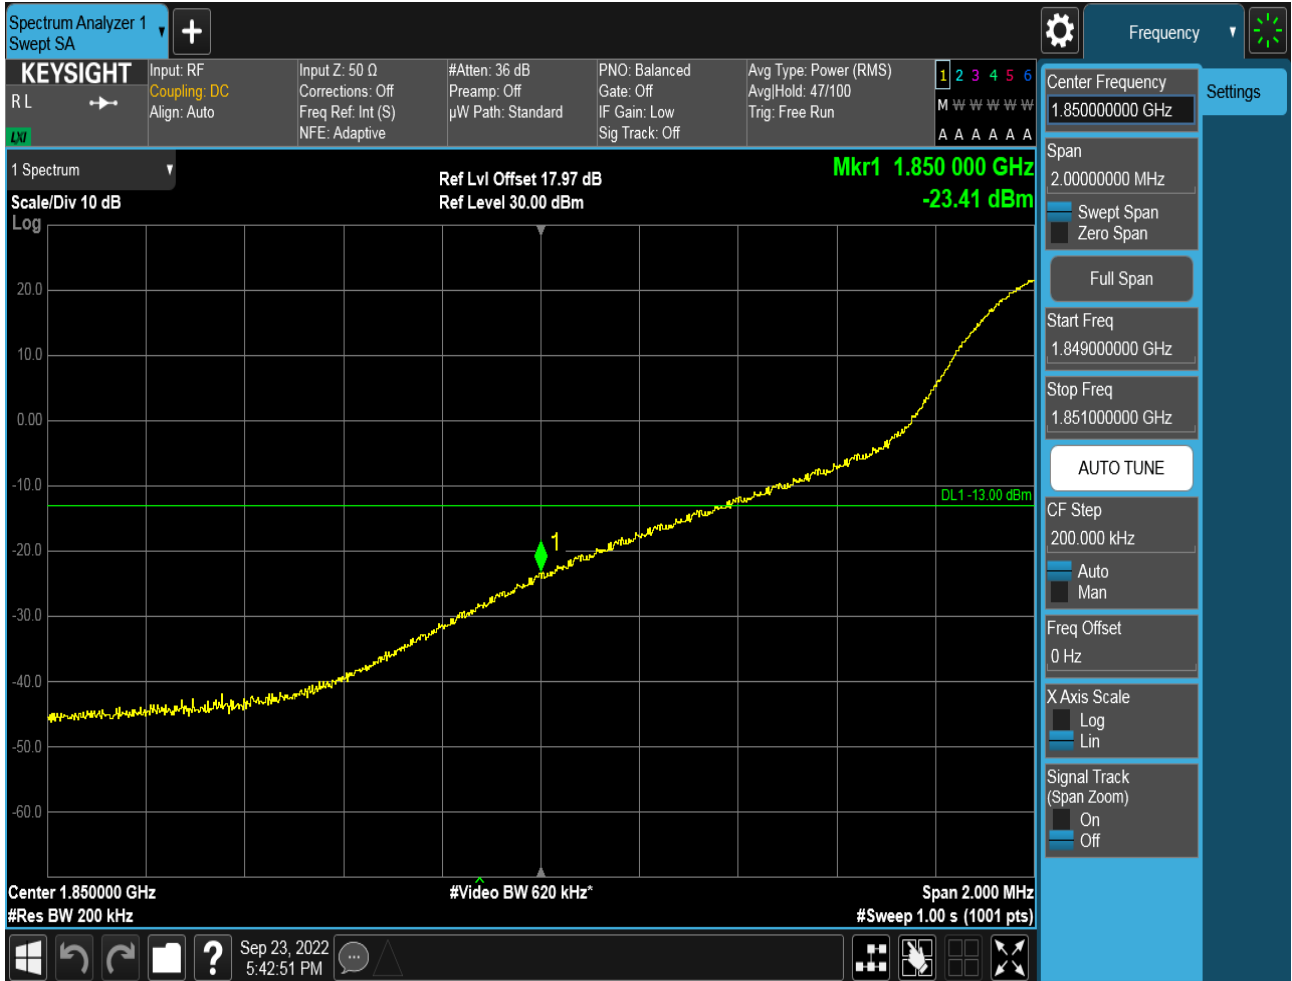 Spectrum Analyzer 1
Swept SA
+
Frequency
KEYSIGHT
R L
LXI
Input: RF
Coupling: DC
Align: Auto
Input Z: 50 Ω
Corrections: Off
Freq Ref: Int (S)
NFE: Adaptive
#Atten: 36 dB
Preamp: Off
µW Path: Standard
PNO: Balanced
Gate: Off
IF Gain: Low
Sig Track: Off
Avg Type: Power (RMS)
Avg|Hold: 47/100
Trig: Free Run
1 2 3 4 5 6
M W W W W W
A A A A A A
1 Spectrum
Scale/Div 10 dB
Log
Ref Lvl Offset 17.97 dB
Ref Level 30.00 dBm
Mkr1 1.850 000 GHz
-23.41 dBm
20.0
10.0
0.00
-10.0
DL1 -13.00 dBm
1
-20.0
-30.0
-40.0
-50.0
-60.0
Center 1.850000 GHz
#Video BW 620 kHz*
Span 2.000 MHz
#Res BW 200 kHz
#Sweep 1.00 s (1001 pts)
Center Frequency
1.850000000 GHz
Settings
Span
2.00000000 MHz
Swept Span
Zero Span
Full Span
Start Freq
1.849000000 GHz
Stop Freq
1.851000000 GHz
AUTO TUNE
CF Step
200.000 kHz
Auto
Man
Freq Offset
0 Hz
X Axis Scale
Log
Lin
Signal Track
(Span Zoom)
On
Off
?
Sep 23, 2022
5:42:51 PM